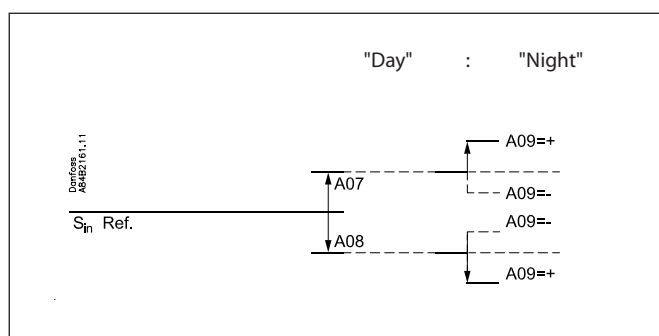 "Day" : "Night"
Danfoss
A84B2161.11
A09=+
A07
A09=-
Sin Ref.
A09=-
A08
A09=+